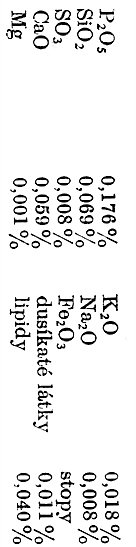 P₂O₅ 0,176 % K₂O 0,018 %
SiO₂ 0,069 % Na₂O 0,008 %
SO₃ 0,008 % Fe₂O₃ stopy
CaO 0,059 % dusíkaté látky 0,011 %
Mg 0,001 % lipidy 0,040 %